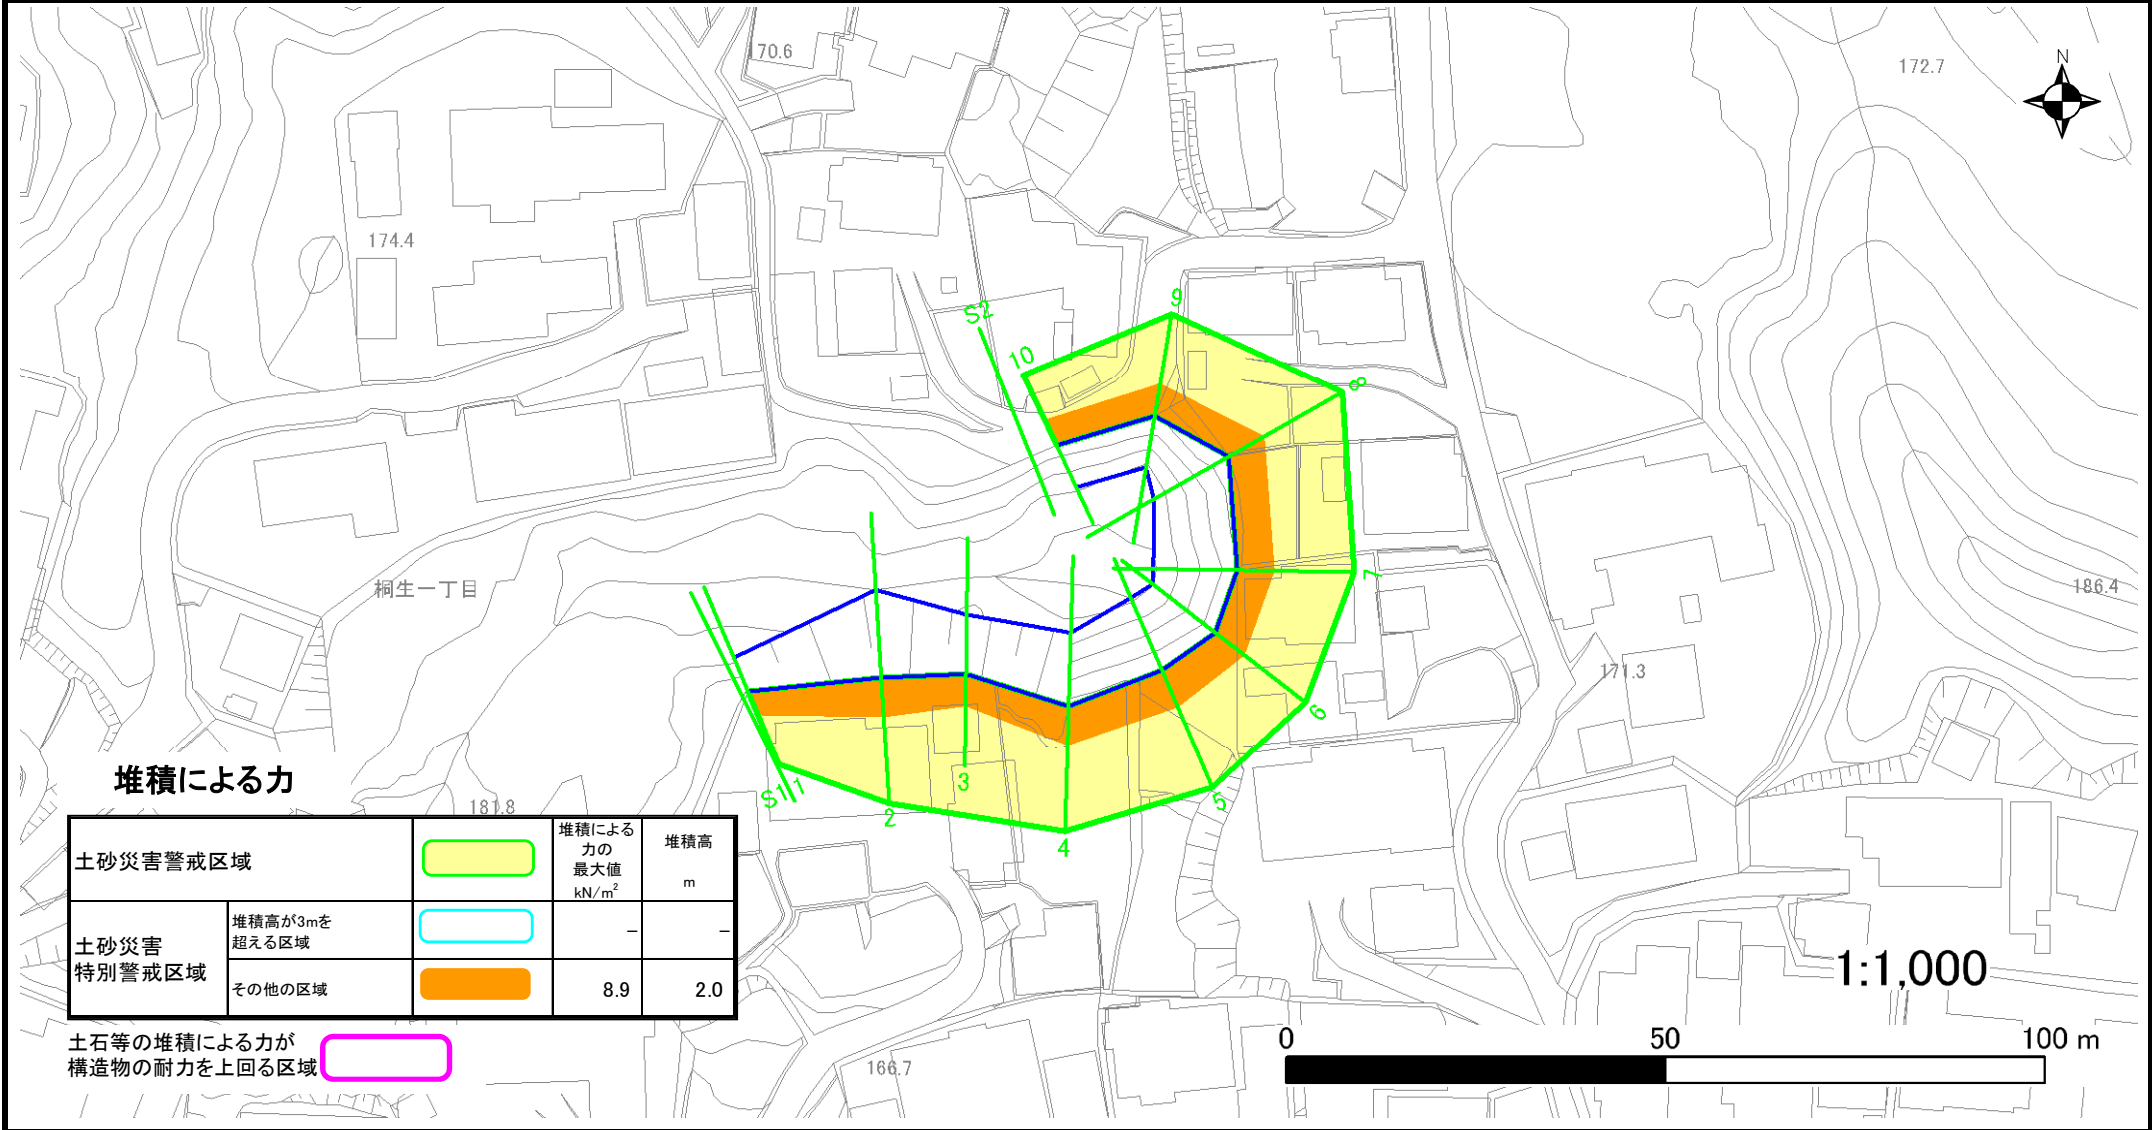 70.6
172.7
N
174.4
S2
9
10
8
桐生一丁目
7
186.4
171.3
6
堆積による力
181.8
S1
1
2
3
4
5
土砂災害警戒区域
堆積による
力の
最大値
kN/m²
堆積高
m
土砂災害
特別警戒区域
堆積高が3mを
超える区域
–
–
その他の区域
8.9
2.0
土石等の堆積による力が
構造物の耐力を上回る区域
166.7
1:1,000
0
50
100 m